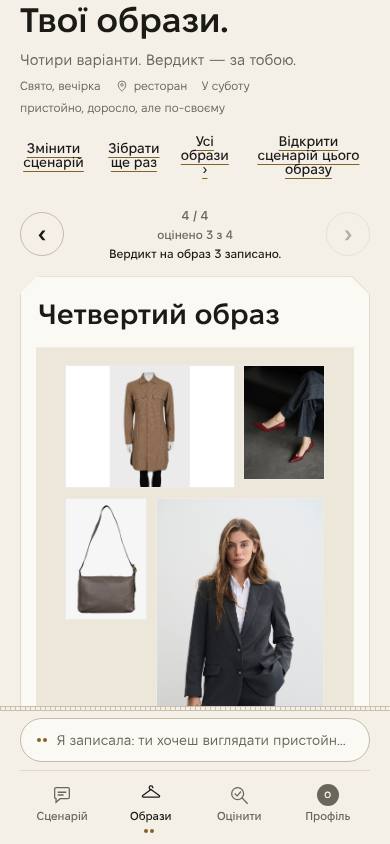 Твої образи.
Чотири варіанти. Вердикт — за тобою.
Свято, вечірка ресторан У суботу
пристойно, доросло, але по-своєму
Змінити сценарій
Зібрати ще раз
Усі образи ›
Відкрити сценарій цього образу
‹
4 / 4
оцінено 3 з 4
Вердикт на образ 3 записано.
›
Четвертий образ
Я записала: ти хочеш виглядати пристойн...
Сценарій
Образи
Оцінити
О
Профіль